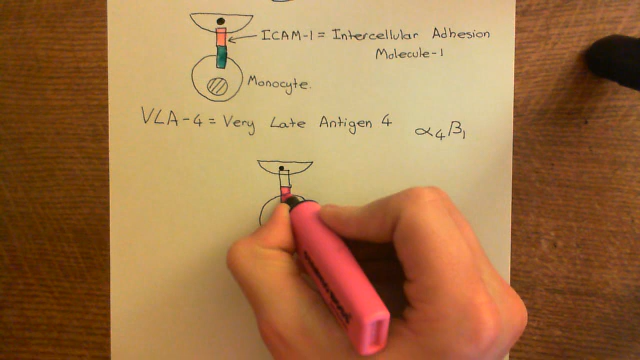 ICAM-1 = Intercellular Adhesion
Molecule-1
Monocyte.
VLA-4 = Very Late Antigen 4 α₄β₁